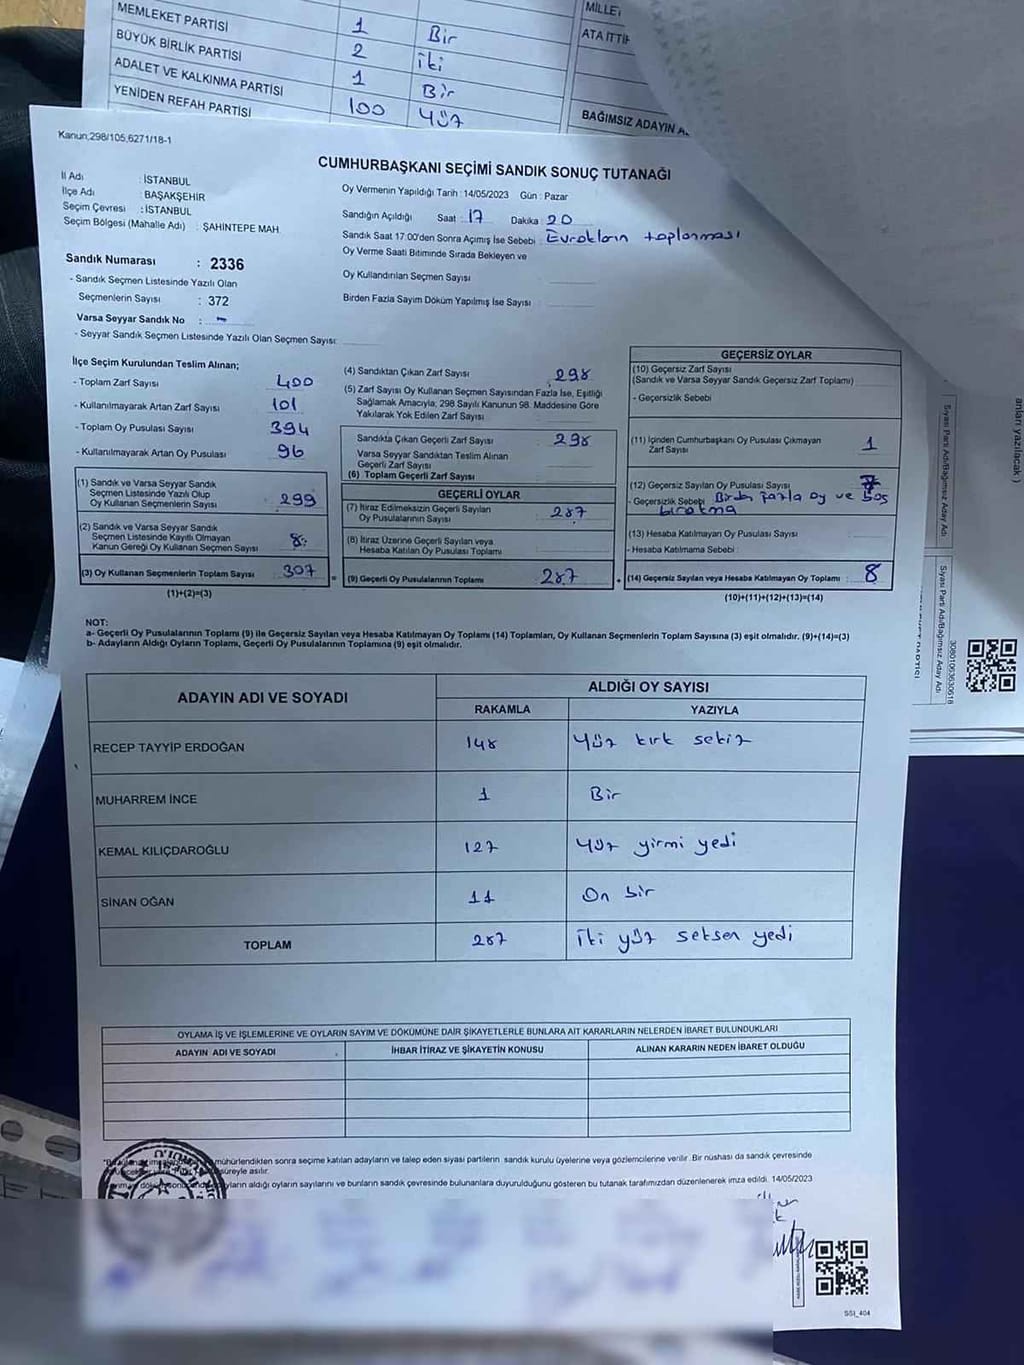 MEMLEKET PARTİSİ 1 Bir
BÜYÜK BİRLİK PARTİSİ 2 İki
ADALET VE KALKINMA PARTİSİ 1 Bir
YENİDEN REFAH PARTİSİ 100 Yüz
MİLLE
ATA İTTİF
BAĞIMSIZ ADAYIN A
Kanun;298/105,6271/18-1
CUMHURBAŞKANI SEÇİMİ SANDIK SONUÇ TUTANAĞI
İl Adı : İSTANBUL
İlçe Adı : BAŞAKŞEHİR
Seçim Çevresi : İSTANBUL
Seçim Bölgesi (Mahalle Adı) : ŞAHİNTEPE MAH.
Sandık Numarası : 2336
- Sandık Seçmen Listesinde Yazılı Olan
Seçmenlerin Sayısı : 372
Varsa Seyyar Sandık No : -
- Seyyar Sandık Seçmen Listesinde Yazılı Olan Seçmen Sayısı:
Oy Vermenin Yapıldığı Tarih : 14/05/2023 Gün : Pazar
Sandığın Açıldığı Saat : 17 Dakika : 20
Sandık Saat 17:00'den Sonra Açımış İse Sebebi : Evrakların toplanması
Oy Verme Saati Bitiminde Sırada Bekleyen ve
Oy Kullandırılan Seçmen Sayısı
Birden Fazla Sayım Döküm Yapılmış İse Sayısı
İlçe Seçim Kurulundan Teslim Alınan;
- Toplam Zarf Sayısı 400
- Kullanılmayarak Artan Zarf Sayısı 101
- Toplam Oy Pusulası Sayısı 394
- Kullanılmayarak Artan Oy Pusulası 96
(1) Sandık ve Varsa Seyyar Sandık
Seçmen Listesinde Yazılı Olup
Oy Kullanan Seçmenlerin Sayısı 299
(2) Sandık ve Varsa Seyyar Sandık
Seçmen Listesinde Kayıtlı Olmayan
Kanun Gereği Oy Kullanan Seçmen Sayısı 8
(3) Oy Kullanan Seçmenlerin Toplam Sayısı 307
(1)+(2)=(3)
(4) Sandıktan Çıkan Zarf Sayısı 298
(5) Zarf Sayısı Oy Kullanan Seçmen Sayısından Fazla İse, Eşitliği
Sağlamak Amacıyla, 298 Sayılı Kanunun 98. Maddesine Göre
Yakılarak Yok Edilen Zarf Sayısı
Sandıkta Çıkan Geçerli Zarf Sayısı 298
Varsa Seyyar Sandıktan Teslim Alınan
Geçerli Zarf Sayısı
(6) Toplam Geçerli Zarf Sayısı
GEÇERLİ OYLAR
(7) İtiraz Edilmeksizin Geçerli Sayılan
Oy Pusulalarının Sayısı 287
(8) İtiraz Üzerine Geçerli Sayılan veya
Hesaba Katılan Oy Pusulası Toplamı
= (9) Geçerli Oy Pusulalarının Toplamı 287 +
GEÇERSİZ OYLAR
(10) Geçersiz Zarf Sayısı
(Sandık ve Varsa Seyyar Sandık Geçersiz Zarf Toplamı)
- Geçersizlik Sebebi
(11) İçinden Cumhurbaşkanı Oy Pusulası Çıkmayan
Zarf Sayısı 1
(12) Geçersiz Sayılan Oy Pusulası Sayısı 7
- Geçersizlik Sebebi Birden fazla oy ve boş
bırakma
(13) Hesaba Katılmayan Oy Pusulası Sayısı
- Hesaba Katılmama Sebebi :
(14) Geçersiz Sayılan veya Hesaba Katılmayan Oy Toplamı : 8
(10)+(11)+(12)+(13)=(14)
NOT:
a- Geçerli Oy Pusulalarının Toplamı (9) ile Geçersiz Sayılan veya Hesaba Katılmayan Oy Toplamı (14) Toplamları, Oy Kullanan Seçmenlerin Toplam Sayısına (3) eşit olmalıdır. (9)+(14)=(3)
b- Adayların Aldığı Oyların Toplamı, Geçerli Oy Pusulalarının Toplamına (9) eşit olmalıdır.
ADAYIN ADI VE SOYADI
ALDIĞI OY SAYISI
RAKAMLA YAZIYLA
RECEP TAYYİP ERDOĞAN 148 Yüz kırk sekiz
MUHARREM İNCE 1 Bir
KEMAL KILIÇDAROĞLU 127 Yüz yirmi yedi
SİNAN OĞAN 11 On bir
TOPLAM 287 İki yüz seksen yedi
OYLAMA İŞ VE İŞLEMLERİNE VE OYLARIN SAYIM VE DÖKÜMÜNE DAİR ŞİKAYETLERLE BUNLARA AİT KARARLARIN NELERDEN İBARET BULUNDUKLARI
ADAYIN ADI VE SOYADI İHBAR İTİRAZ VE ŞİKAYETİN KONUSU ALINAN KARARIN NEDEN İBARET OLDUĞU
mühürlendikten sonra seçime katılan adayların ve talep eden siyasi partilerin sandık kurulu üyelerine veya gözlemcilerine verilir. Bir nüshası da sandık çevresinde
süreyle asılır.
yların aldığı oyların sayılarını ve bunların sandık çevresinde bulunanlara duyurulduğunu gösteren bu tutanak tarafımızdan düzenlenerek imza edildi. 14/05/2023
SSI_404
anları yazılacak)
Siyasi Parti Adı/Bağımsız Aday Adı
Siyasi Parti Adı/Bağımsız Aday Adı